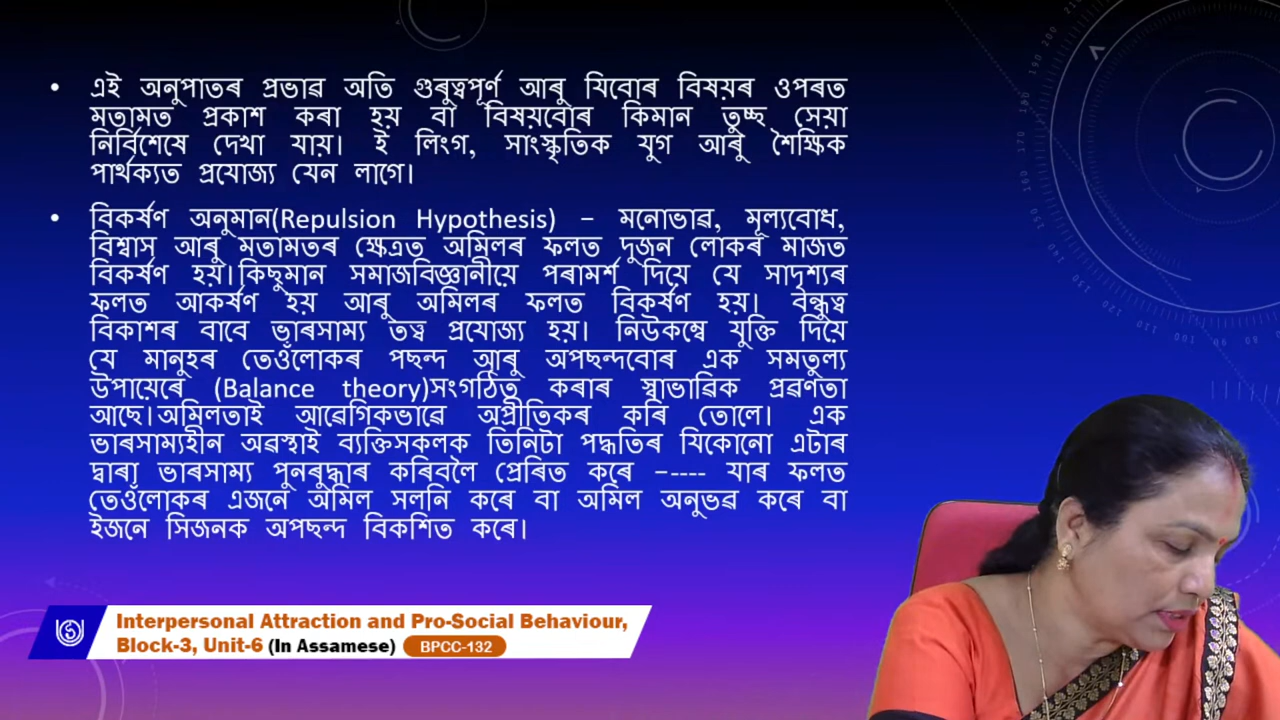 • এই অনুপাতৰ প্ৰভাৱ অতি গুৰুত্বপূৰ্ণ আৰু যিবোৰ বিষয়ৰ ওপৰত
মতামত প্ৰকাশ কৰা হয় বা বিষয়বোৰ কিমান তুচ্ছ সেয়া
নিৰ্বিশেষে দেখা যায়। ই লিংগ, সাংস্কৃতিক যুগ আৰু শৈক্ষিক
পাৰ্থক্যত প্ৰযোজ্য যেন লাগে।
• বিকৰ্ষণ অনুমান(Repulsion Hypothesis) – মনোভাৱ, মূল্যবোধ,
বিশ্বাস আৰু মতামতৰ ক্ষেত্ৰত অমিলৰ ফলত দুজন লোকৰ মাজত
বিকৰ্ষণ হয়।কিছুমান সমাজবিজ্ঞানীয়ে পৰামৰ্শ দিয়ে যে সাদৃশ্যৰ
ফলত আকৰ্ষণ হয় আৰু অমিলৰ ফলত বিকৰ্ষণ হয়। বন্ধুত্ব
বিকাশৰ বাবে ভাৰসাম্য তত্ব প্ৰযোজ্য হয়। নিউকম্বে যুক্তি দিয়ে
যে মানুহৰ তেওঁলোকৰ পছন্দ আৰু অপছন্দবোৰ এক সমতুল্য
উপায়েৰে (Balance theory)সংগঠিত কৰাৰ স্বাভাৱিক প্ৰৱণতা
আছে।অমিলতাই আৱেগিকভাৱে অপ্ৰীতিকৰ কৰি তোলে। এক
ভাৰসাম্যহীন অৱস্থাই ব্যক্তিসকলক তিনিটা পদ্ধতিৰ যিকোনো এটাৰ
দ্বাৰা ভাৰসাম্য পুনৰুদ্ধাৰ কৰিবলৈ প্ৰেৰিত কৰে –---- যাৰ ফলত
তেওঁলোকৰ এজনে অমিল সলনি কৰে বা অমিল অনুভৱ কৰে বা
ইজনে সিজনক অপছন্দ বিকশিত কৰে।
Interpersonal Attraction and Pro-Social Behaviour,
Block-3, Unit-6 (In Assamese) BPCC-132